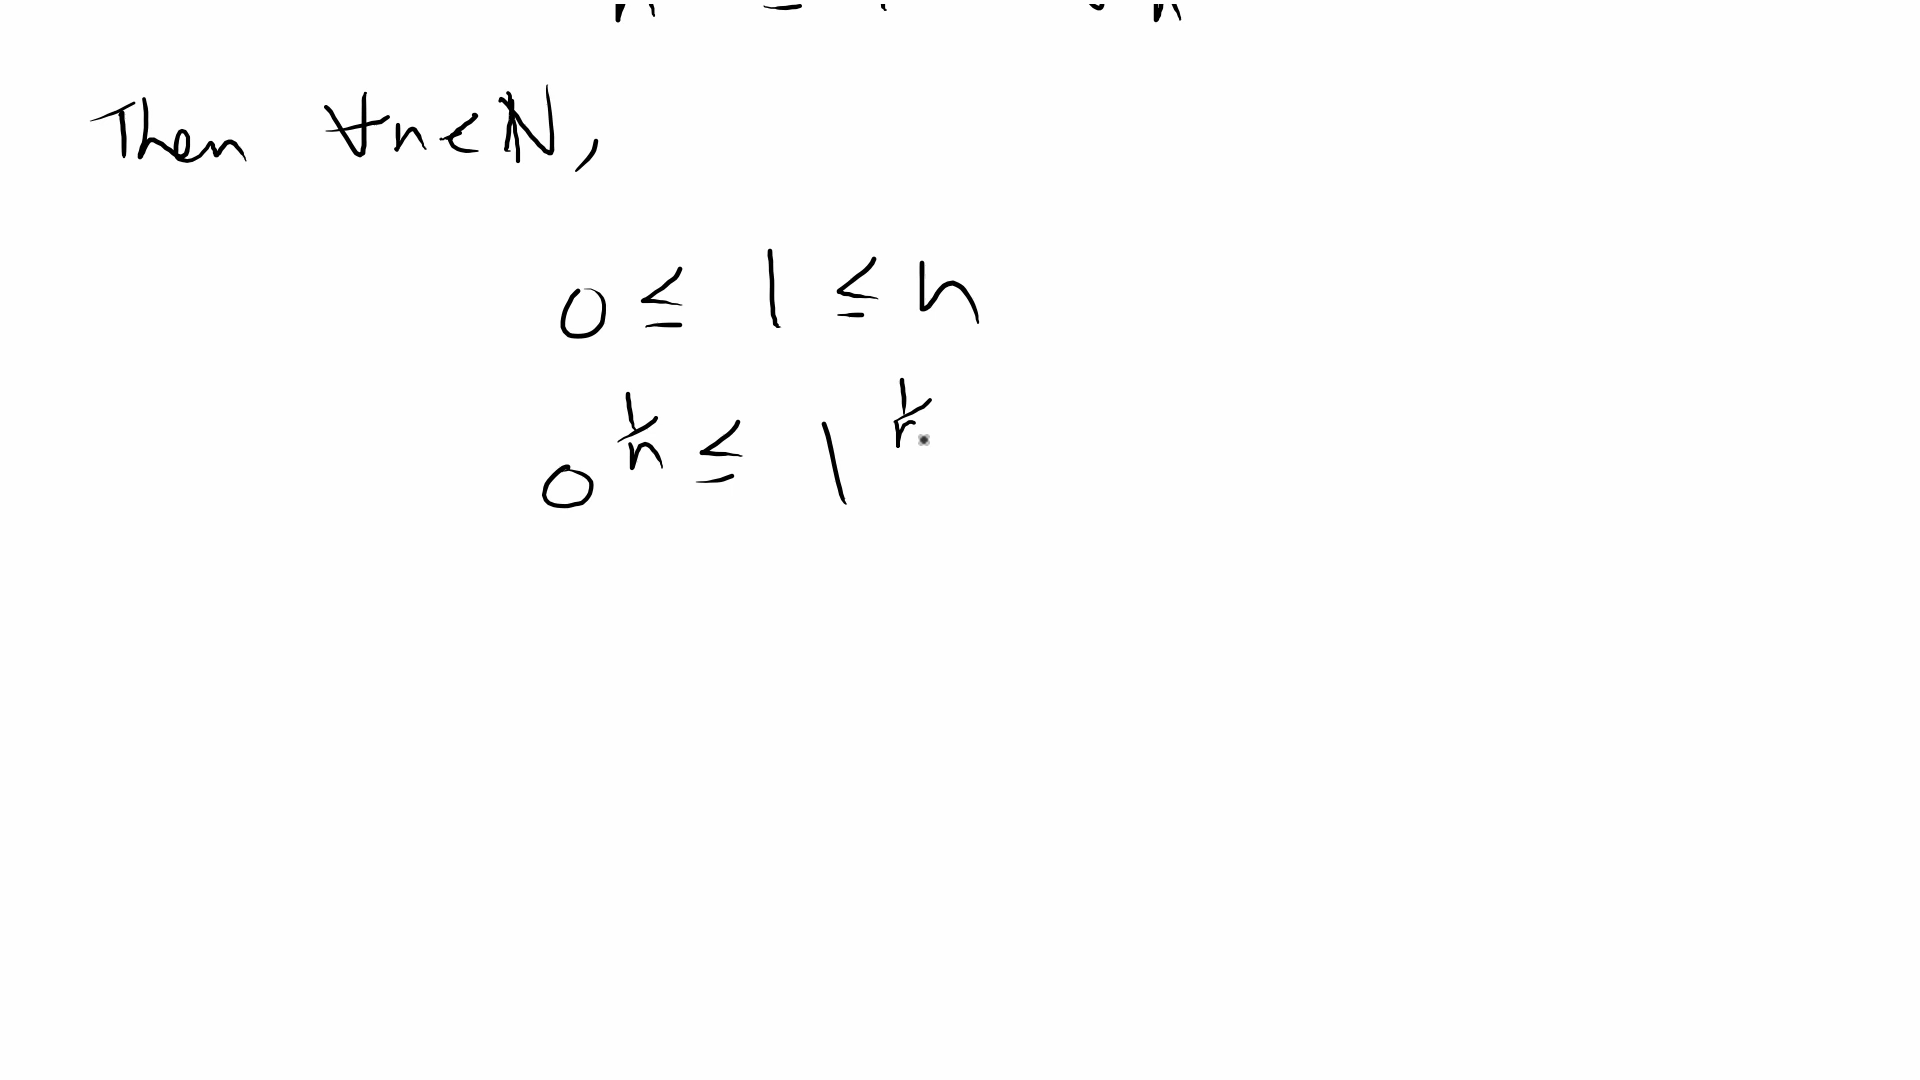 Then ∀n∈ℕ,
0 ≤ 1 ≤ n
0^{1/n} ≤ 1^{1/n}